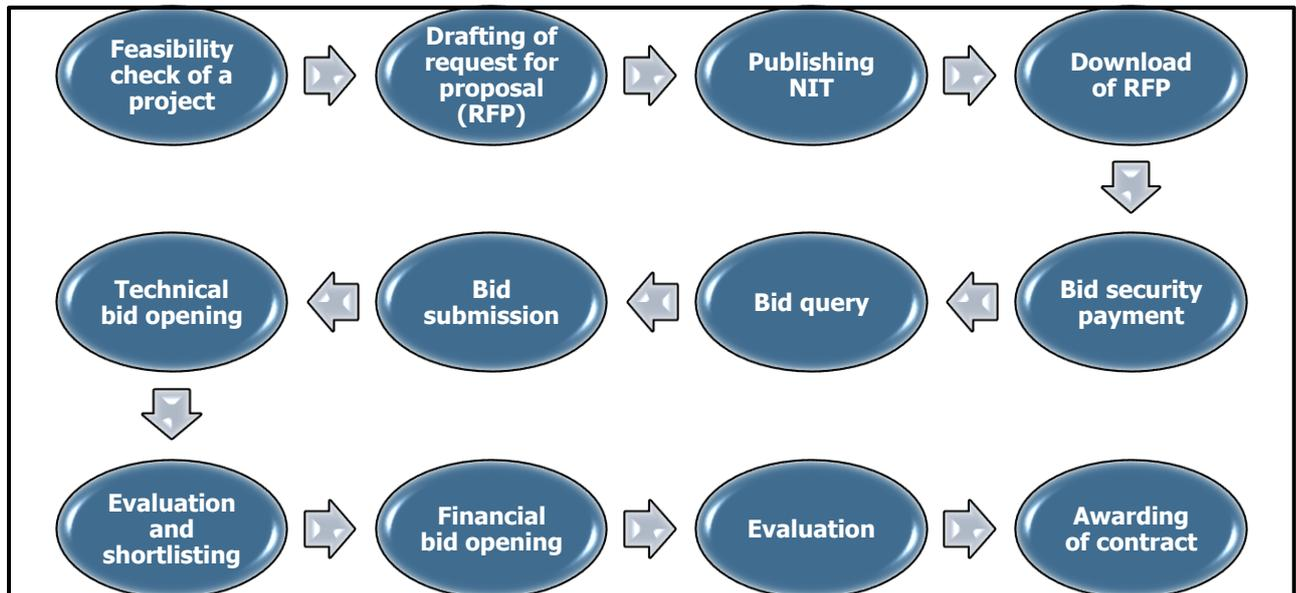 Feasibility
check of a
project
Drafting of
request for
proposal
(RFP)
Publishing
NIT
Download
of RFP
Bid security
payment
Bid query
Bid
submission
Technical
bid opening
Evaluation
and
shortlisting
Financial
bid opening
Evaluation
Awarding
of contract